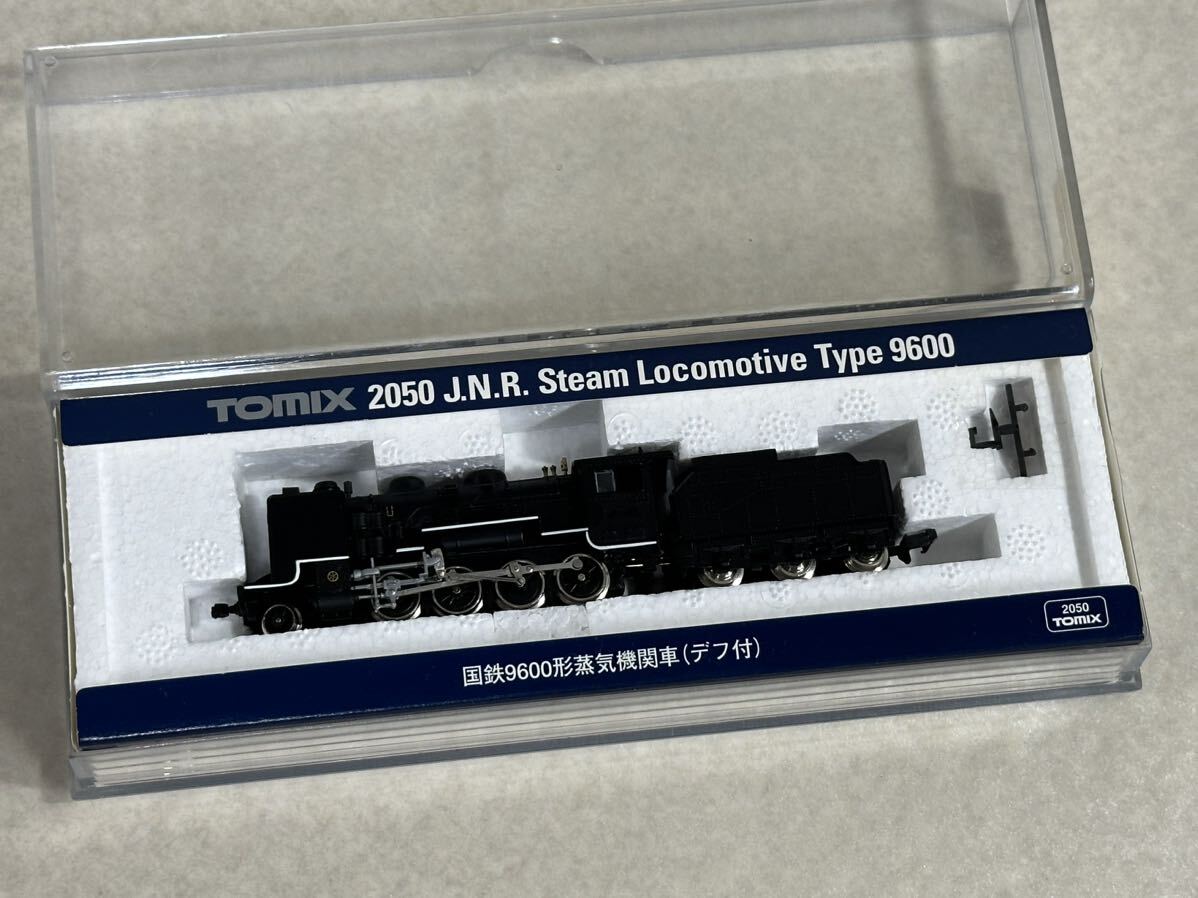 TOMIX 2050 J.N.R. Steam Locomotive Type 9600
国鉄9600形蒸気機関車(デフ付)
2050
TOMIX